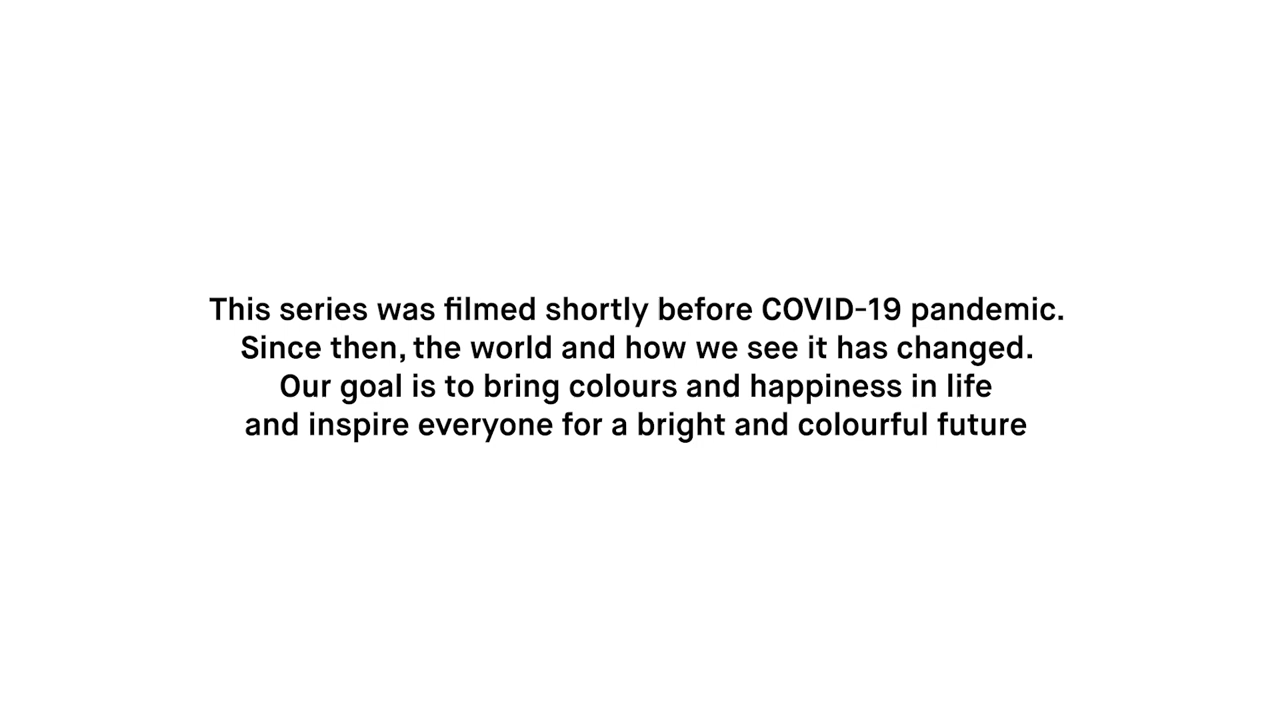 This series was filmed shortly before COVID-19 pandemic.
Since then, the world and how we see it has changed.
Our goal is to bring colours and happiness in life
and inspire everyone for a bright and colourful future